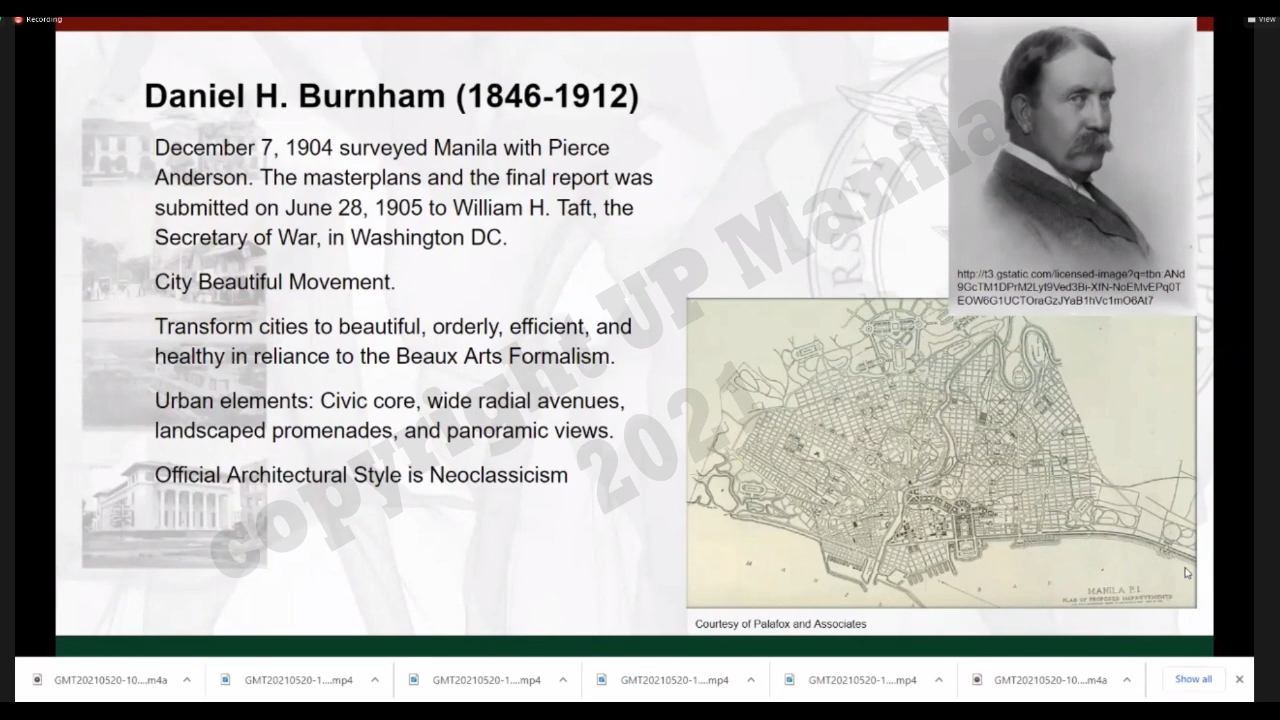 Recording
View
Daniel H. Burnham (1846-1912)
December 7, 1904 surveyed Manila with Pierce
Anderson. The masterplans and the final report was
submitted on June 28, 1905 to William H. Taft, the
Secretary of War, in Washington DC.
City Beautiful Movement.
Transform cities to beautiful, orderly, efficient, and
healthy in reliance to the Beaux Arts Formalism.
Urban elements: Civic core, wide radial avenues,
landscaped promenades, and panoramic views.
Official Architectural Style is Neoclassicism
copyright UP Manila
2021
http://t3.gstatic.com/licensed-image?q=tbn ANd
9GcTM1DPrM2Lyt9Ved3Bi-XfN-NoEMvEPq0T
EOW6G1UCTOraGzJYaB1hVc1mO6At7
MANILA P.I.
PLAN OF PROPOSED IMPROVEMENTS
Courtesy of Palafox and Associates
GMT20210520-10....m4a
GMT20210520-1....mp4
GMT20210520-1....mp4
GMT20210520-1....mp4
GMT20210520-1....mp4
GMT20210520-10....m4a
Show all